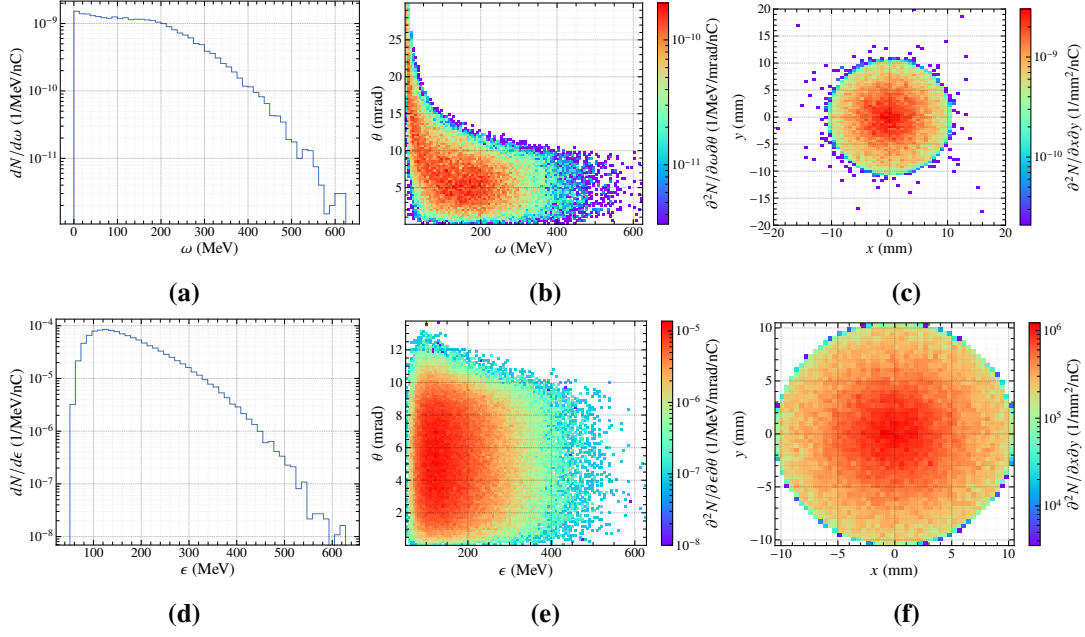 10⁻⁹
10⁻¹⁰
10⁻¹¹
dN/dω (1/MeV/nC)
0 100 200 300 400 500 600
ω (MeV)
(a)
25
20
15
10
5
θ (mrad)
200 400 600
ω (MeV)
10⁻¹⁰
10⁻¹¹
∂²N/∂ω∂θ (1/MeV/mrad/nC)
(b)
20
15
10
5
0
−5
−10
−15
−20
y (mm)
−20 −10 0 10 20
x (mm)
10⁻⁹
10⁻¹⁰
∂²N/∂x∂y (1/mm²/nC)
(c)
10⁻⁴
10⁻⁵
10⁻⁶
10⁻⁷
10⁻⁸
dN/dϵ (1/MeV/nC)
100 200 300 400 500 600
ϵ (MeV)
(d)
12
10
8
6
4
2
θ (mrad)
200 400 600
ϵ (MeV)
10⁻⁵
10⁻⁶
10⁻⁷
10⁻⁸
∂²N/∂ϵ∂θ (1/MeV/mrad/nC)
(e)
10
5
0
−5
−10
y (mm)
−10 −5 0 5 10
x (mm)
10⁶
10⁵
10⁴
∂²N/∂x∂y (1/mm²/nC)
(f)